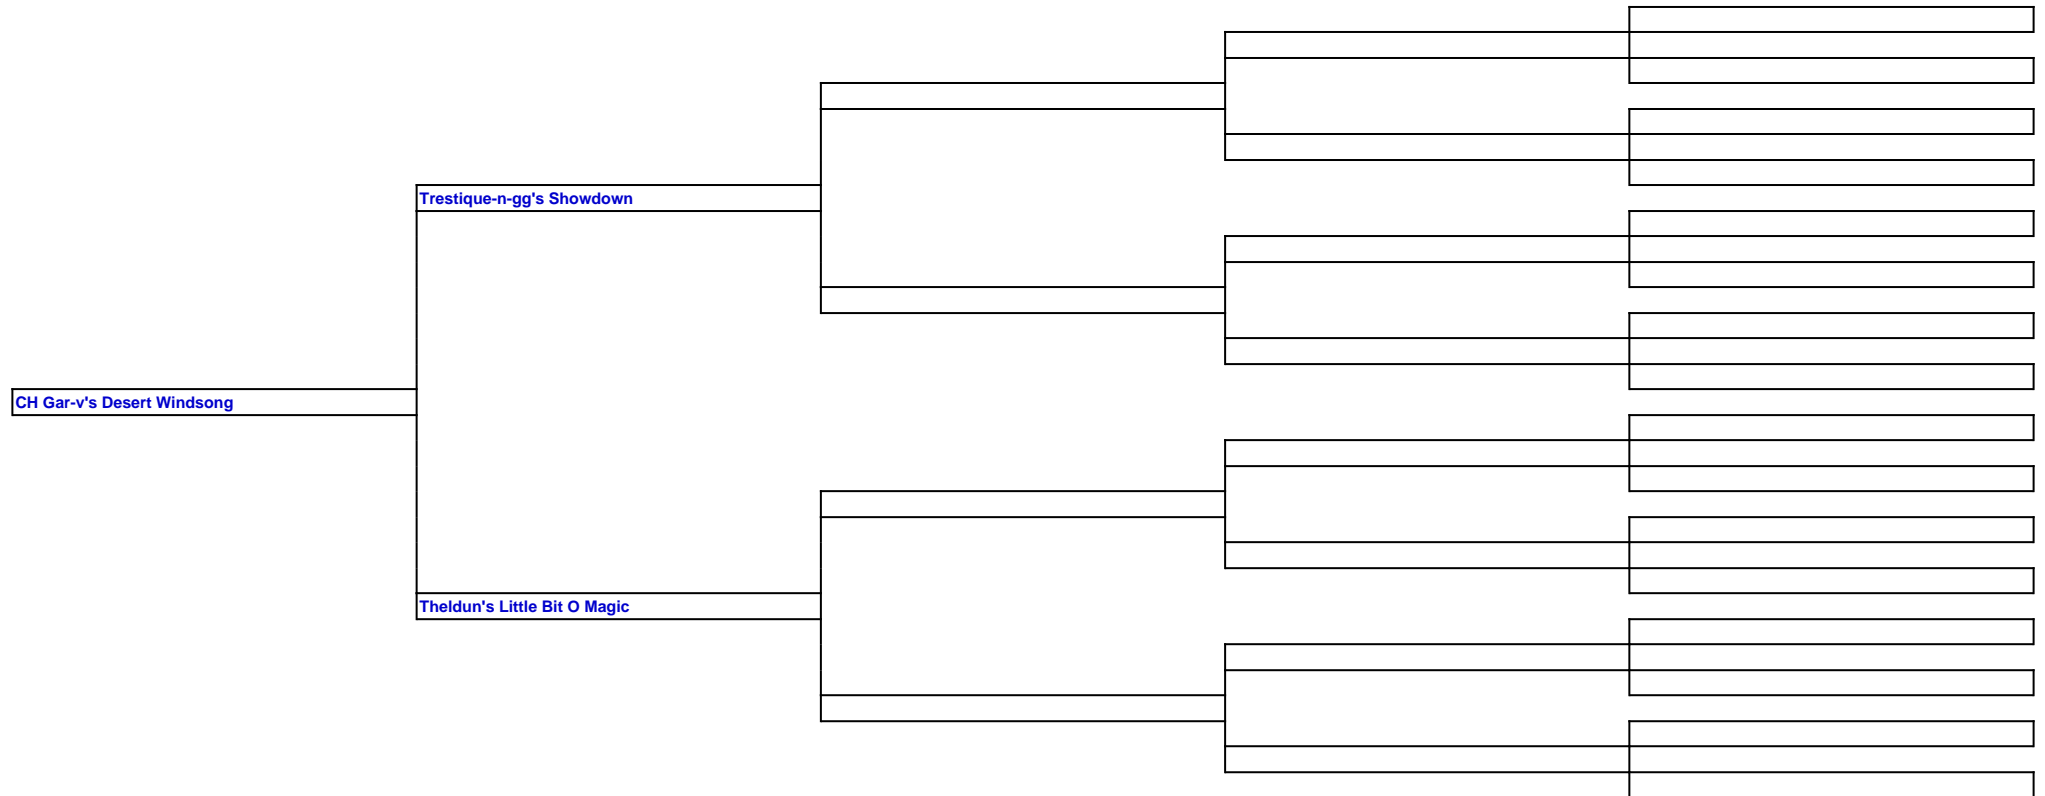 Trestique-n-gg's Showdown
CH Gar-v's Desert Windsong
Theldun's Little Bit O Magic